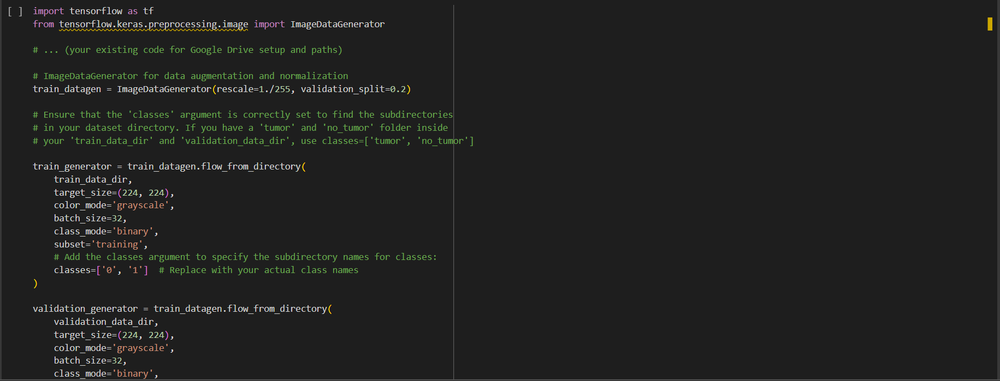 [ ] import tensorflow as tf
from tensorflow.keras.preprocessing.image import ImageDataGenerator
# ... (your existing code for Google Drive setup and paths)
# ImageDataGenerator for data augmentation and normalization
train_datagen = ImageDataGenerator(rescale=1./255, validation_split=0.2)
# Ensure that the 'classes' argument is correctly set to find the subdirectories
# in your dataset directory. If you have a 'tumor' and 'no_tumor' folder inside
# your 'train_data_dir' and 'validation_data_dir', use classes=['tumor', 'no_tumor']
train_generator = train_datagen.flow_from_directory(
    train_data_dir,
    target_size=(224, 224),
    color_mode='grayscale',
    batch_size=32,
    class_mode='binary',
    subset='training',
    # Add the classes argument to specify the subdirectory names for classes:
    classes=['0', '1']  # Replace with your actual class names
)
validation_generator = train_datagen.flow_from_directory(
    validation_data_dir,
    target_size=(224, 224),
    color_mode='grayscale',
    batch_size=32,
    class_mode='binary',